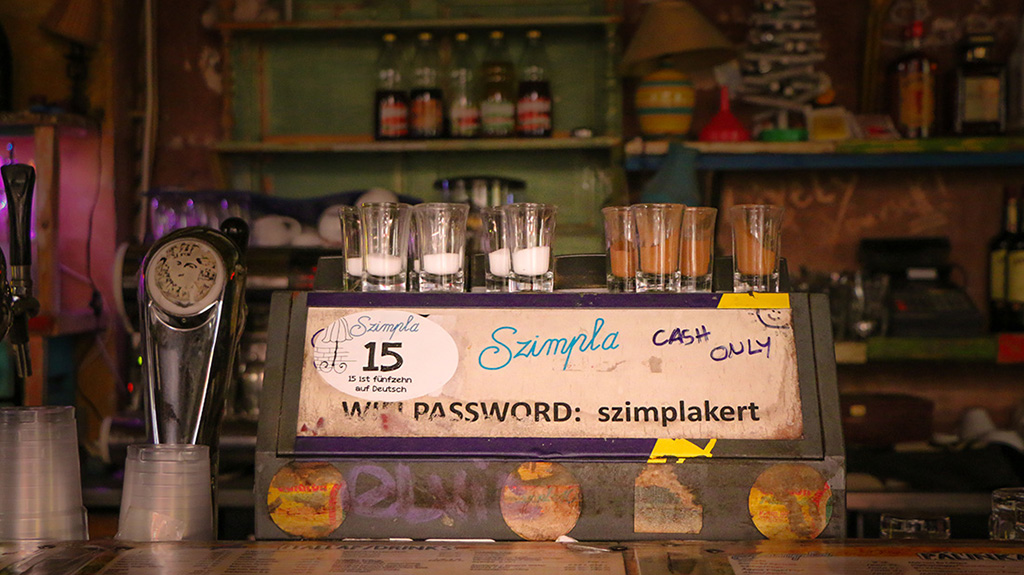 Szimpla
15
15 ist fünfzehn
auf Deutsch
Szimpla
CASH
ONLY
WIFI PASSWORD: szimplakert